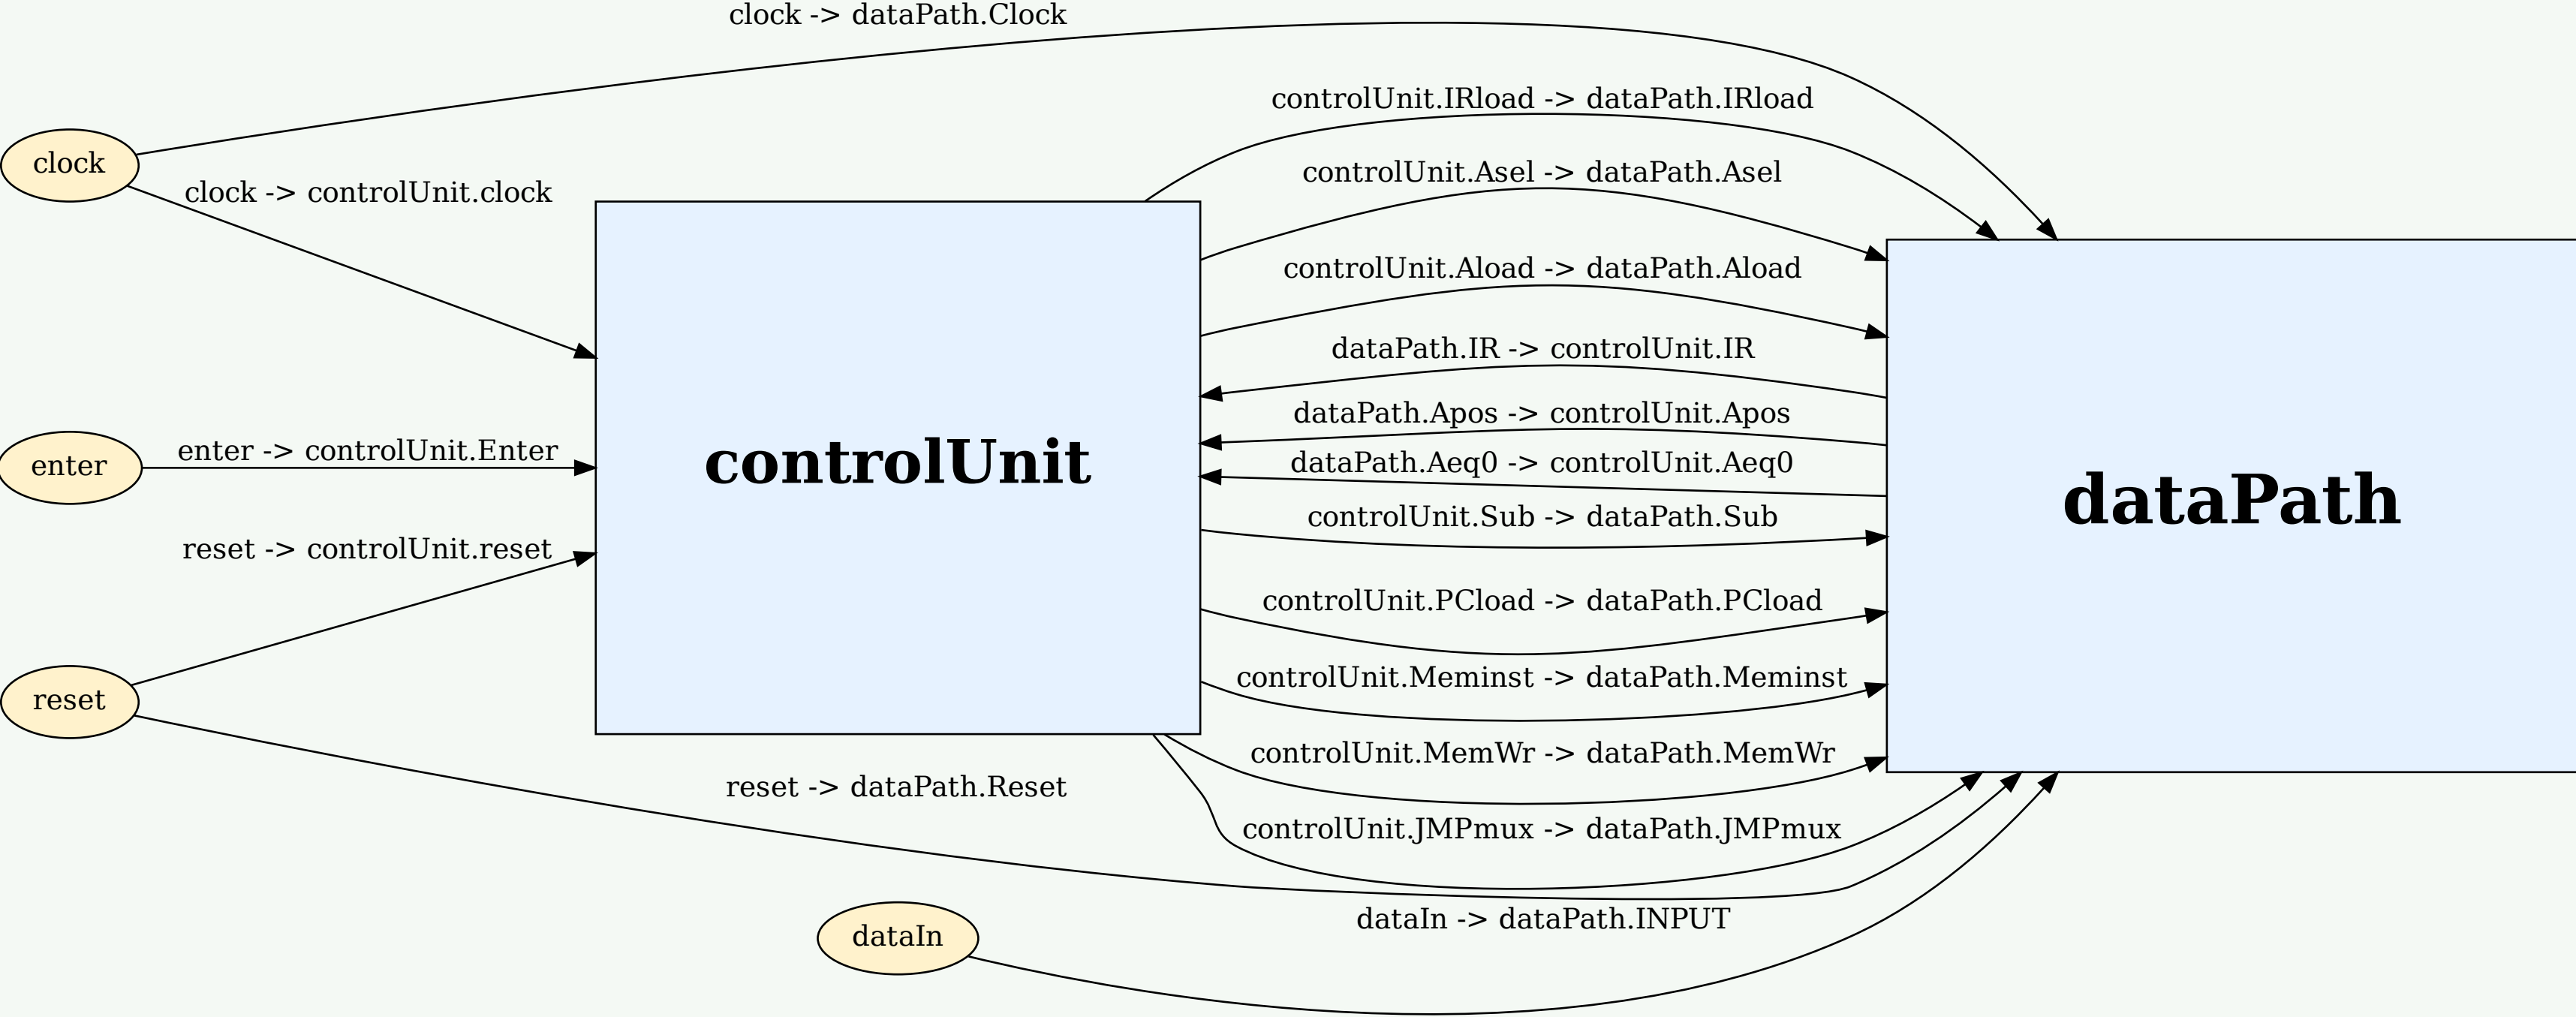 clock -> dataPath.Clock
controlUnit.IRload -> dataPath.IRload
clock
controlUnit.Asel -> dataPath.Asel
clock -> controlUnit.clock
controlUnit.Aload -> dataPath.Aload
dataPath.IR -> controlUnit.IR
dataPath.Apos -> controlUnit.Apos
enter
enter -> controlUnit.Enter
controlUnit
dataPath.Aeq0 -> controlUnit.Aeq0
dataPath
controlUnit.Sub -> dataPath.Sub
reset -> controlUnit.reset
controlUnit.PCload -> dataPath.PCload
controlUnit.Meminst -> dataPath.Meminst
reset
controlUnit.MemWr -> dataPath.MemWr
reset -> dataPath.Reset
controlUnit.JMPmux -> dataPath.JMPmux
dataIn -> dataPath.INPUT
dataIn